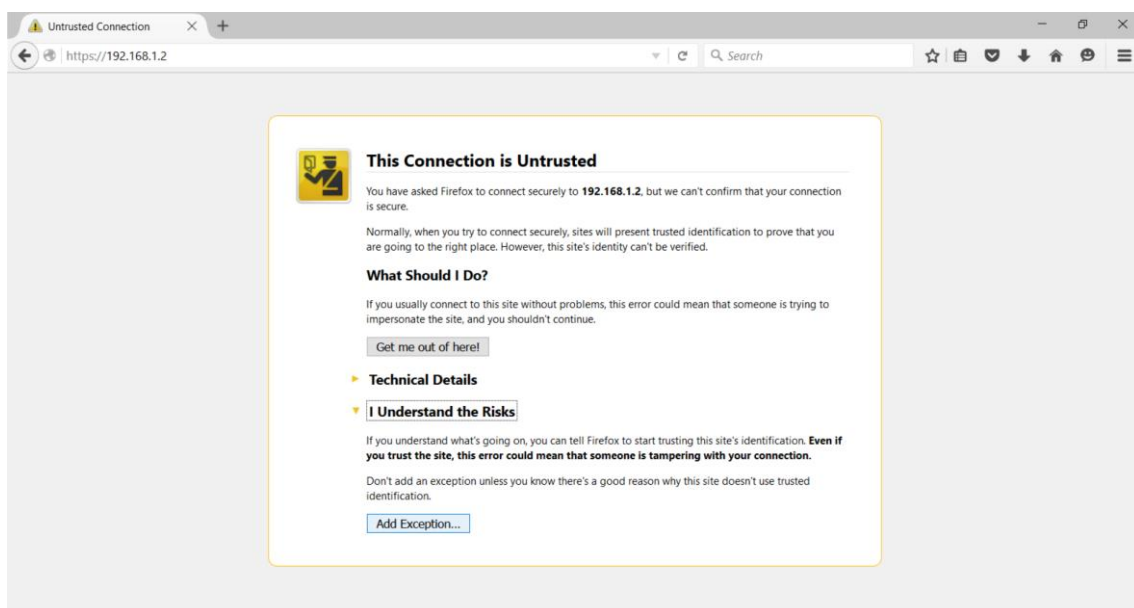 Untrusted Connection
https://192.168.1.2
Search
This Connection is Untrusted
You have asked Firefox to connect securely to 192.168.1.2, but we can't confirm that your connection
is secure.
Normally, when you try to connect securely, sites will present trusted identification to prove that you
are going to the right place. However, this site's identity can't be verified.
What Should I Do?
If you usually connect to this site without problems, this error could mean that someone is trying to
impersonate the site, and you shouldn't continue.
Get me out of here!
Technical Details
I Understand the Risks
If you understand what's going on, you can tell Firefox to start trusting this site's identification. Even if
you trust the site, this error could mean that someone is tampering with your connection.
Don't add an exception unless you know there's a good reason why this site doesn't use trusted
identification.
Add Exception...